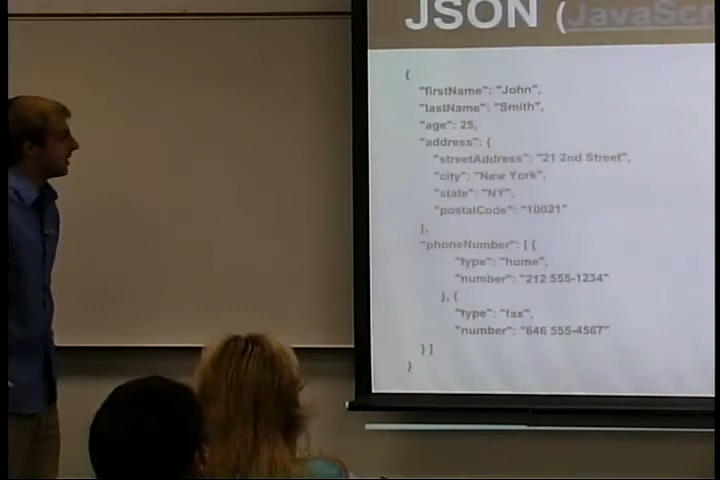 JSON (JavaScr
{
"firstName": "John",
"lastName": "Smith",
"age": 25,
"address": {
"streetAddress": "21 2nd Street",
"city": "New York",
"state": "NY",
"postalCode": "10021"
},
"phoneNumber": [ {
"type": "home",
"number": "212 555-1234"
}, {
"type": "fax",
"number": "646 555-4567"
} ]
}